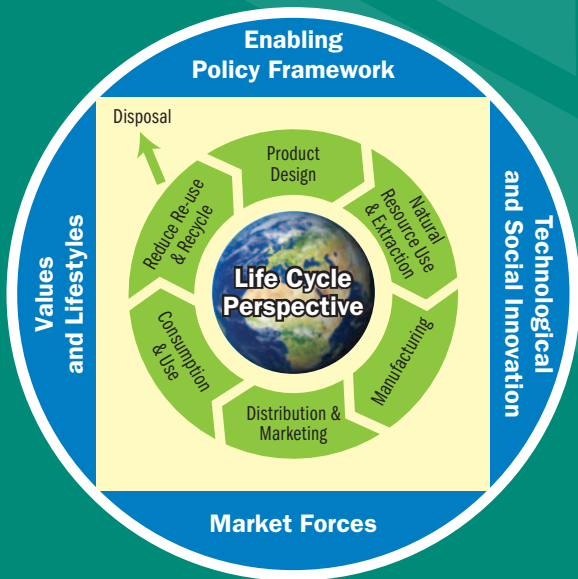 Enabling
Policy Framework
Disposal
Product
Design
Natural
Resource Use
& Extraction
Manufacturing
Distribution &
Marketing
Consumption
& Use
Reduce Re-use
& Recycle
Life Cycle
Perspective
Values
and Lifestyles
Technological
and Social Innovation
Market Forces